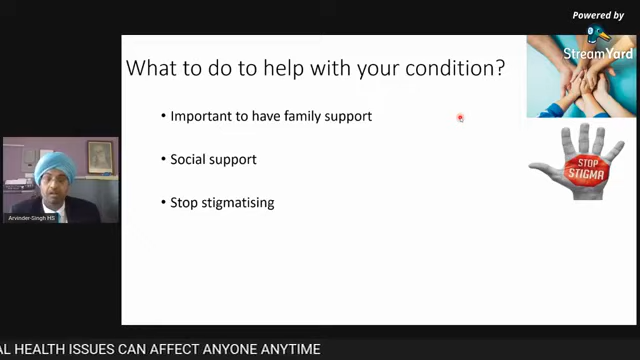 Powered by
StreamYard
What to do to help with your condition?
• Important to have family support
• Social support
• Stop stigmatising
STOP
STIGMA
Arvinder-Singh HS
AL HEALTH ISSUES CAN AFFECT ANYONE ANYTIME